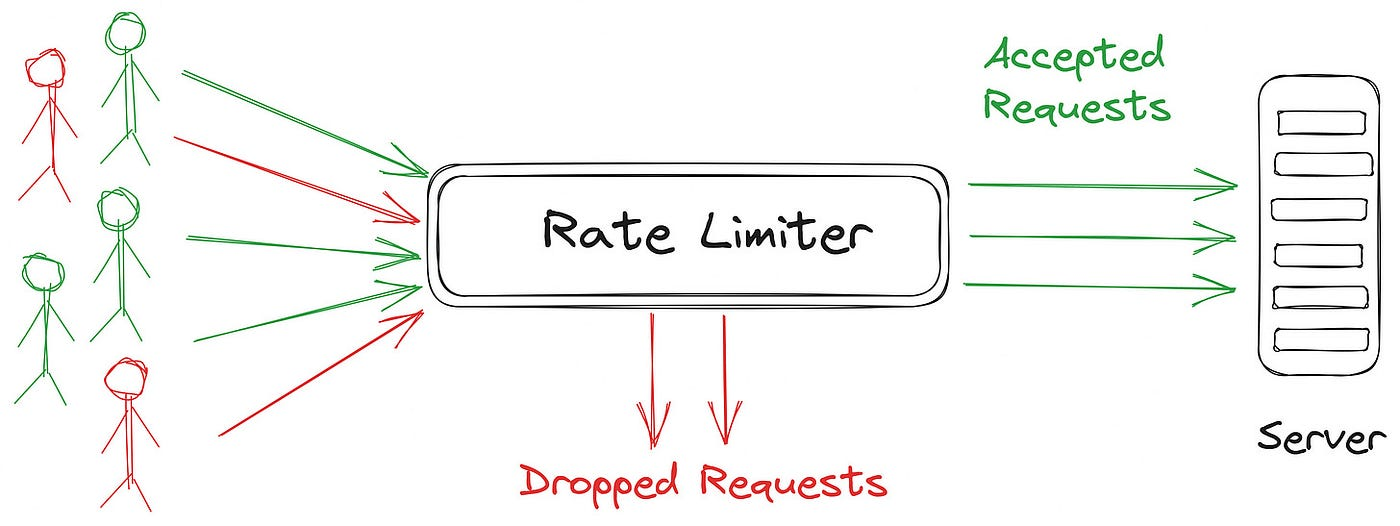 Accepted
Requests
Rate Limiter
Server
Dropped Requests